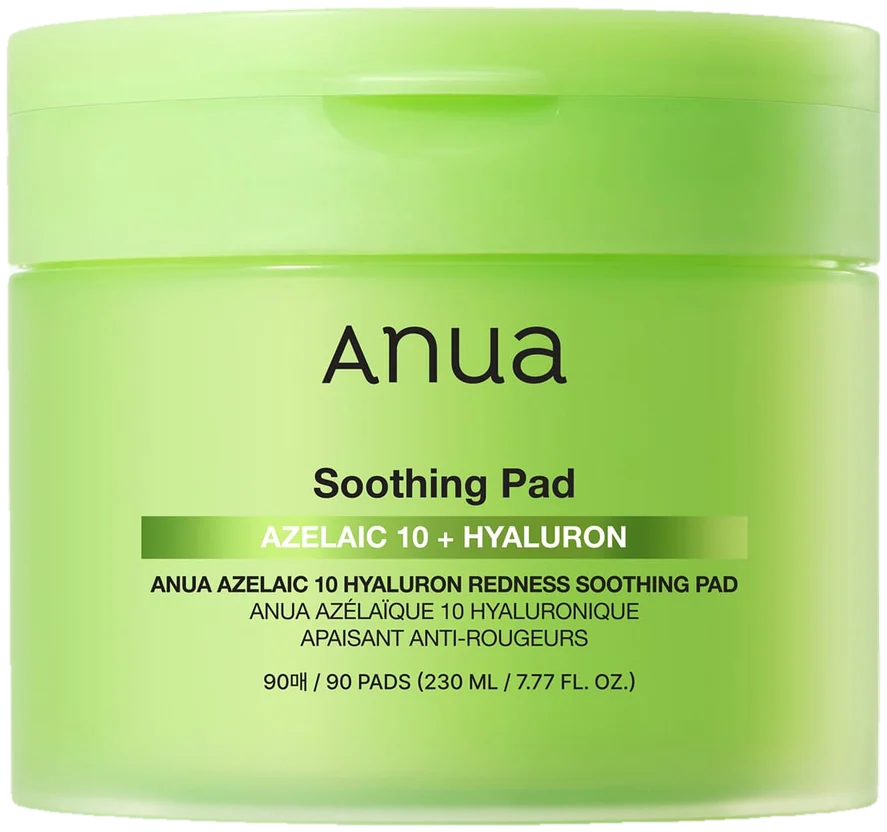 Anua
Soothing Pad
AZELAIC 10 + HYALURON
ANUA AZELAIC 10 HYALURON REDNESS SOOTHING PAD
ANUA AZÉLAÏQUE 10 HYALURONIQUE
APAISANT ANTI-ROUGEURS
90매 / 90 PADS (230 ML / 7.77 FL. OZ.)